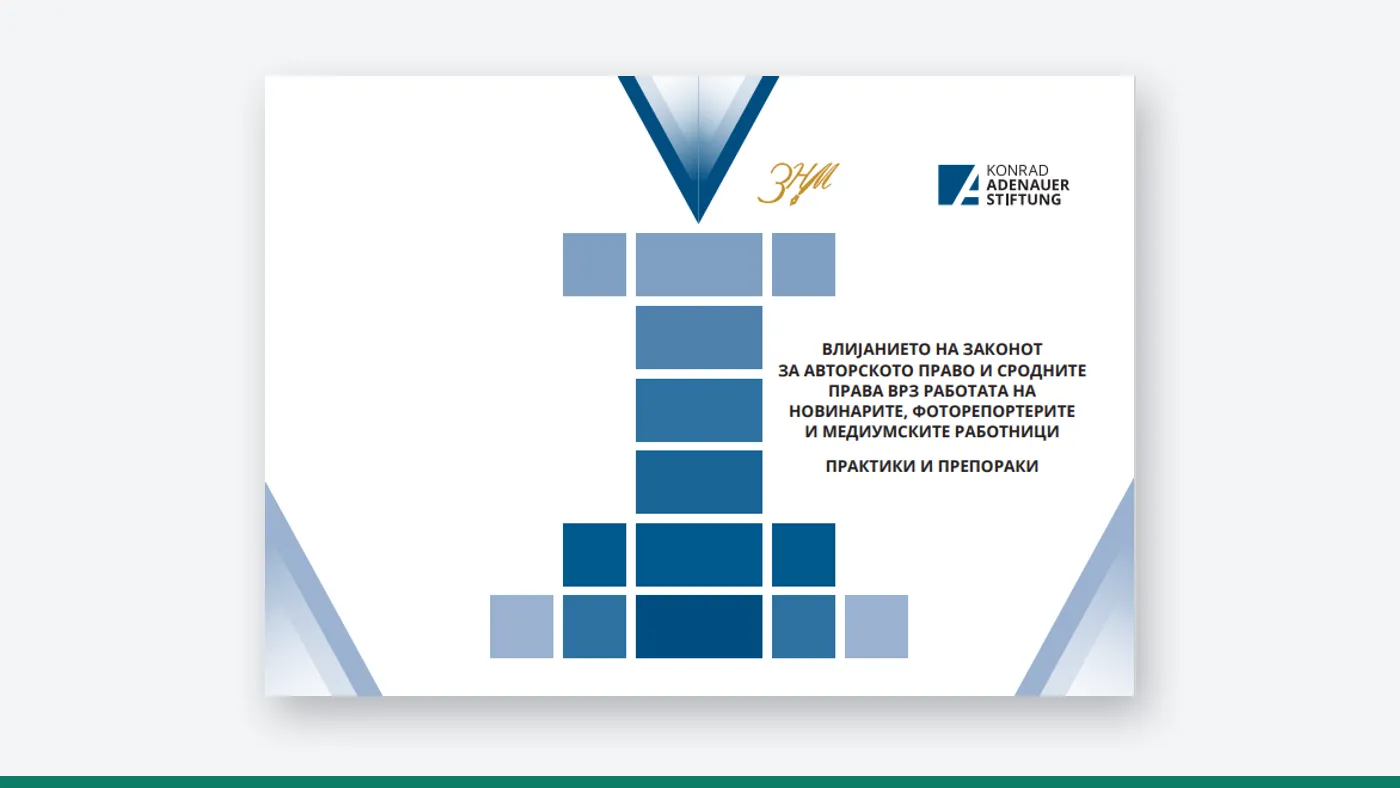 ЗНМ
KONRAD
ADENAUER
STIFTUNG
ВЛИЈАНИЕТО НА ЗАКОНОТ
ЗА АВТОРСКОТО ПРАВО И СРОДНИТЕ
ПРАВА ВРЗ РАБОТАТА НА
НОВИНАРИТЕ, ФОТОРЕПОРТЕРИТЕ
И МЕДИУМСКИТЕ РАБОТНИЦИ
ПРАКТИКИ И ПРЕПОРАКИ